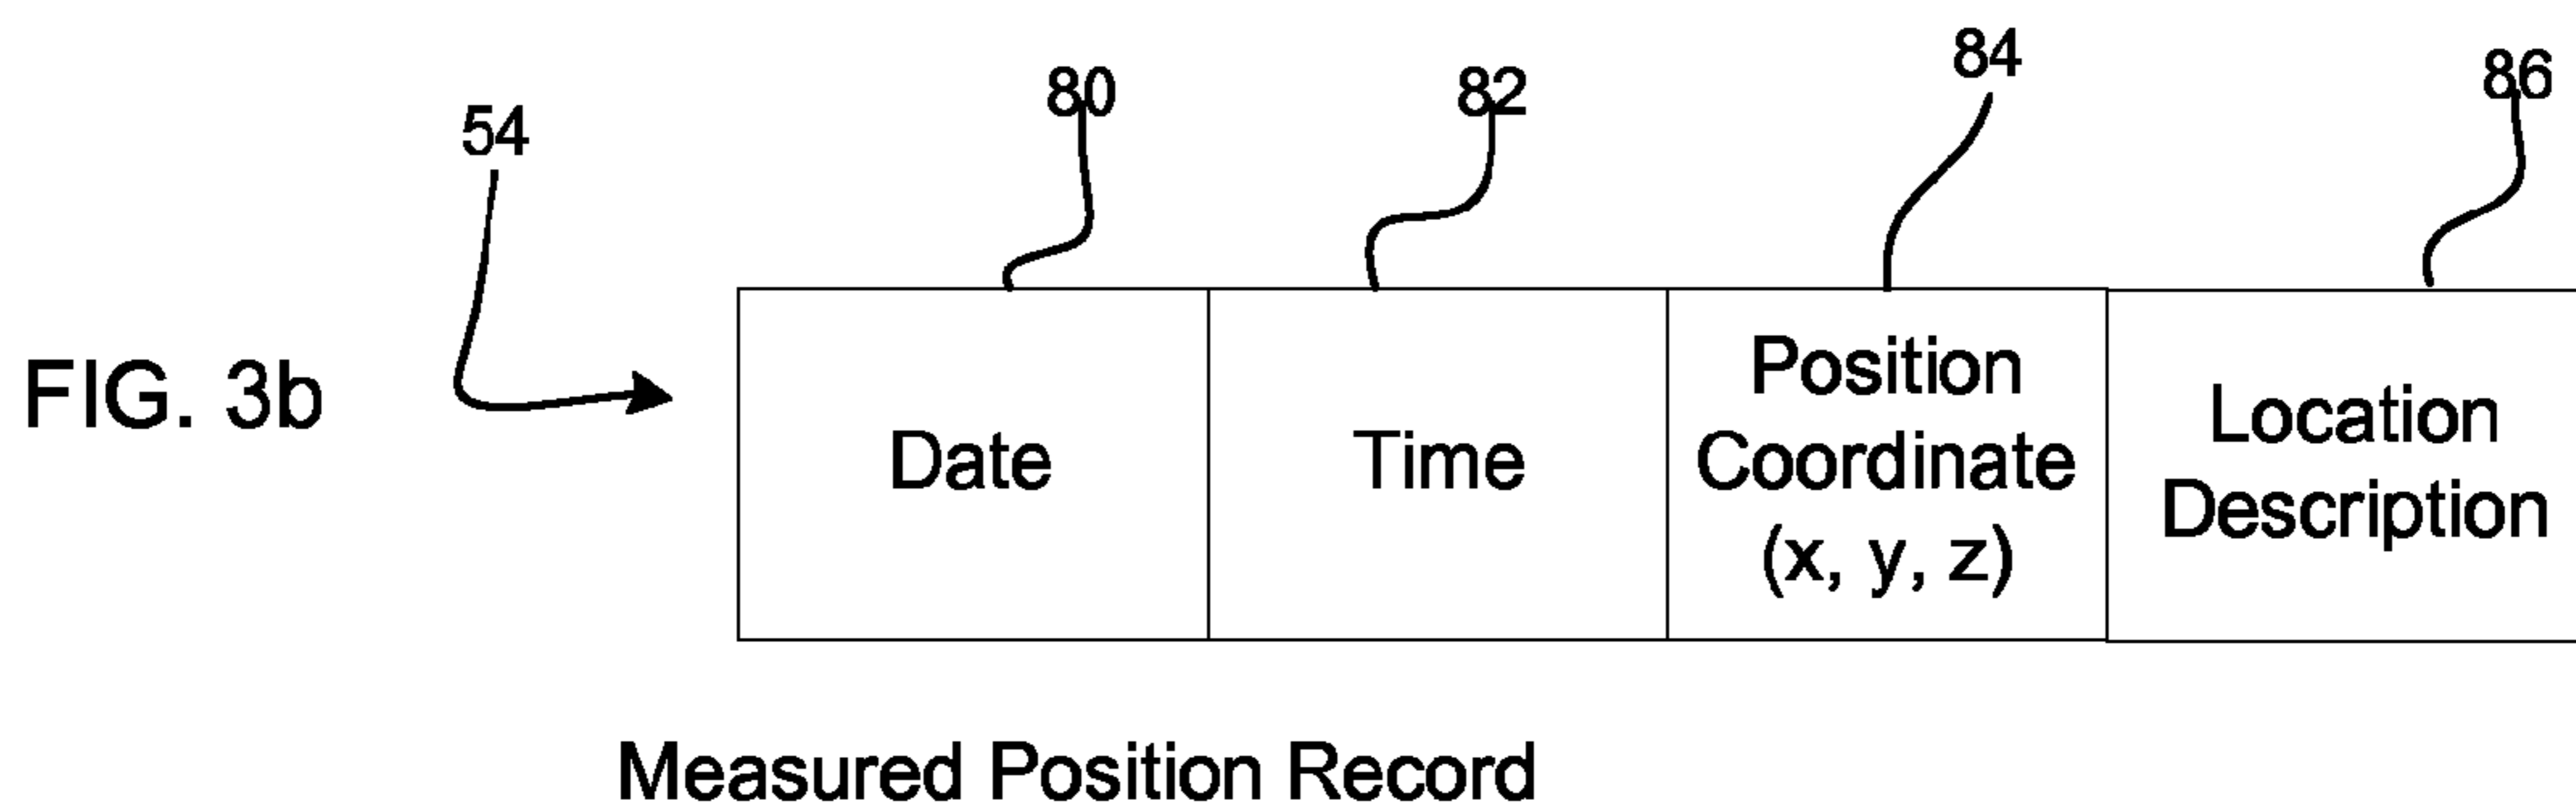 84
86
80
82
54
FIG. 3b
Date
Time
Position
Coordinate
(x, y, z)
Location
Description
Measured Position Record